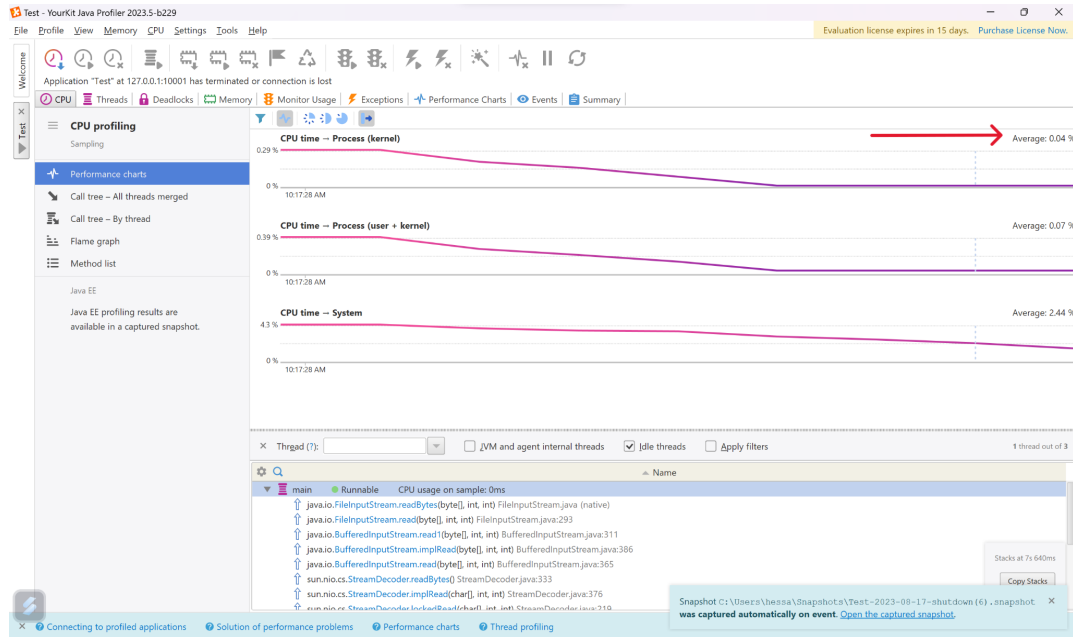 Test - YourKit Java Profiler 2023.5-b229
File Profile View Memory CPU Settings Tools Help
Evaluation license expires in 15 days. Purchase License Now.
Welcome
Application "Test" at 127.0.0.1:10001 has terminated or connection is lost
CPU Threads Deadlocks Memory Monitor Usage Exceptions Performance Charts Events Summary
Test
CPU profiling
Sampling
Performance charts
Call tree – All threads merged
Call tree – By thread
Flame graph
Method list
Java EE
Java EE profiling results are
available in a captured snapshot.
CPU time → Process (kernel)
Average: 0.04 %
0.29 %
0 %
10:17:28 AM
CPU time → Process (user + kernel)
Average: 0.07 %
0.39 %
0 %
10:17:28 AM
CPU time → System
Average: 2.44 %
43 %
0 %
10:17:28 AM
Thread (?): JVM and agent internal threads Idle threads Apply filters 1 thread out of 3
Name
main Runnable CPU usage on sample: 0ms
java.io.FileInputStream.readBytes(byte[], int, int) FileInputStream.java (native)
java.io.FileInputStream.read(byte[], int, int) FileInputStream.java:293
java.io.BufferedInputStream.read1(byte[], int, int) BufferedInputStream.java:311
java.io.BufferedInputStream.implRead(byte[], int, int) BufferedInputStream.java:386
java.io.BufferedInputStream.read(byte[], int, int) BufferedInputStream.java:365
sun.nio.cs.StreamDecoder.readBytes() StreamDecoder.java:333
sun.nio.cs.StreamDecoder.implRead(char[], int, int) StreamDecoder.java:376
sun.nio.cs.StreamDecoder.lockedRead(char[], int, int) StreamDecoder.java:219
Stacks at 7s 640ms
Copy Stacks
Snapshot C:\Users\hessa\Snapshots\Test-2023-08-17-shutdown(6).snapshot
was captured automatically on event. Open the captured snapshot.
Connecting to profiled applications Solution of performance problems Performance charts Thread profiling